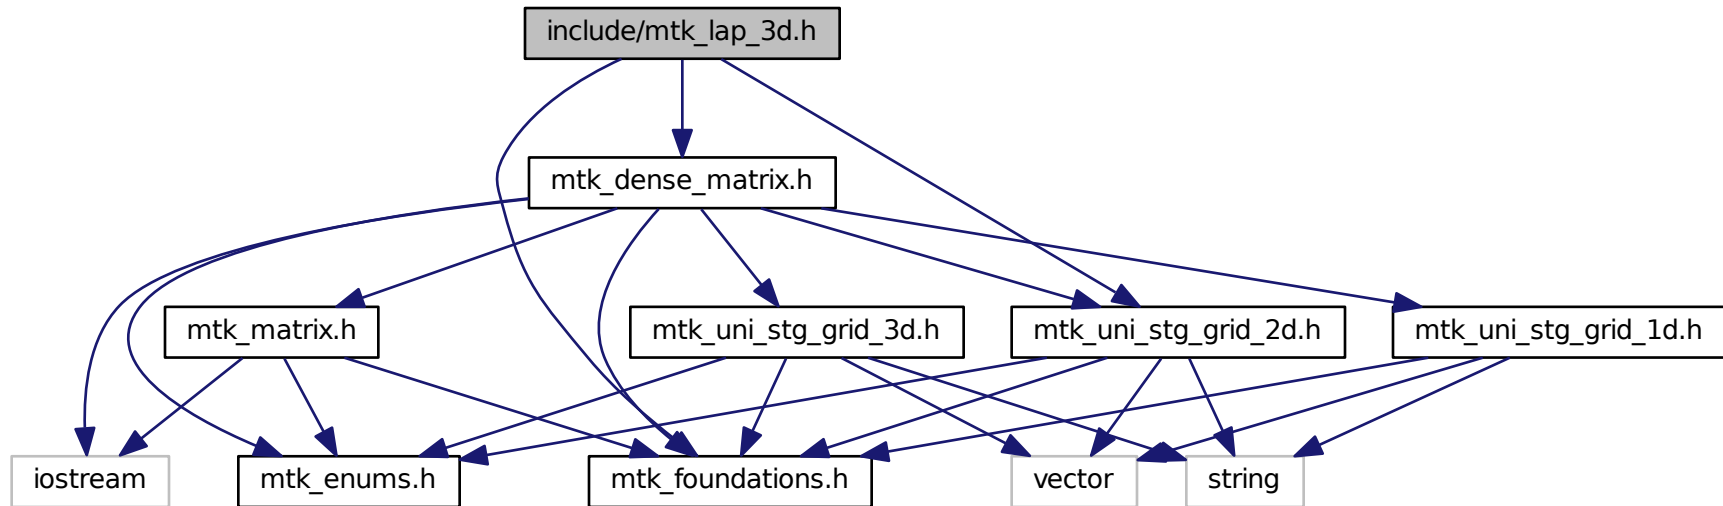 include/mtk_lap_3d.h
mtk_dense_matrix.h
mtk_matrix.h
mtk_uni_stg_grid_3d.h
mtk_uni_stg_grid_2d.h
mtk_uni_stg_grid_1d.h
iostream
mtk_enums.h
mtk_foundations.h
vector
string